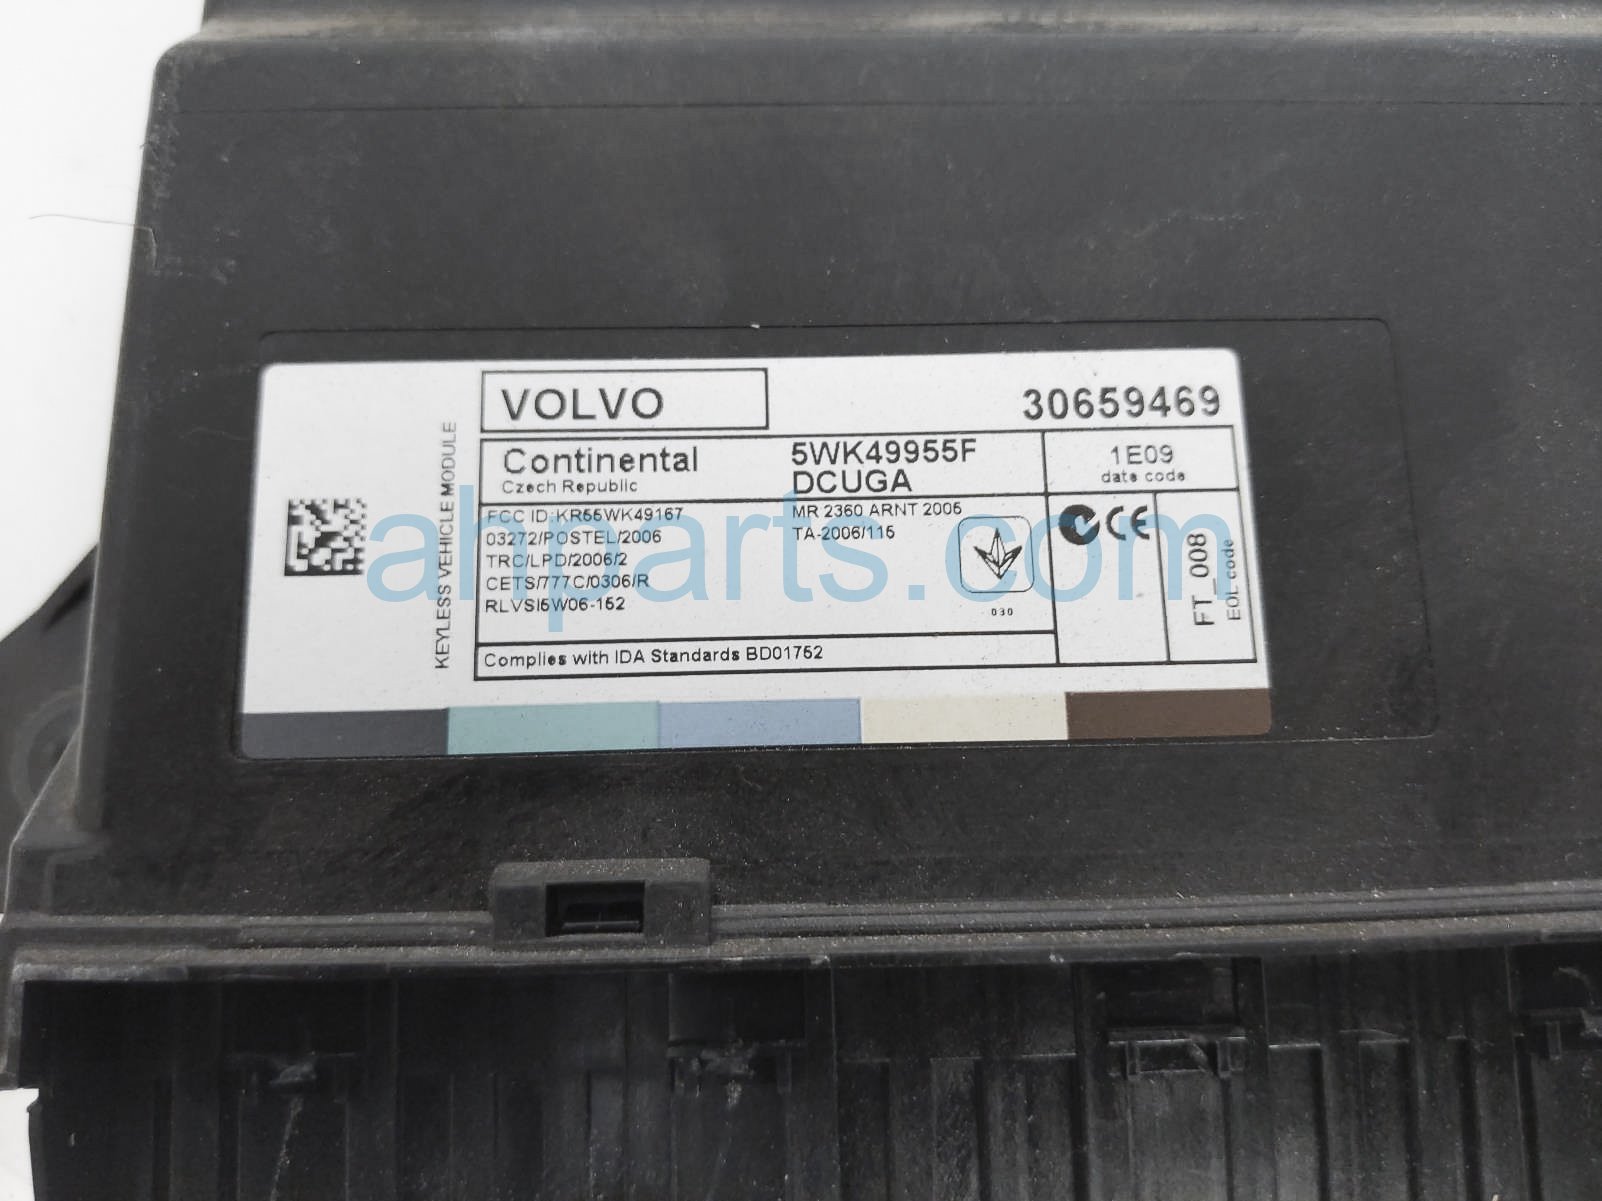 VOLVO
30659469
KEYLESS VEHICLE MODULE
Continental
Czech Republic
5WK49955F
DCUGA
1E09
date code
FCC ID:KR55WK49167
03272/POSTEL/2006
TRC/LPD/2006/2
CETS/777C/0306/R
RLVSI5W06-152
MR 2360 ARNT 2005
TA-2006/115
030
CE
FT_008
EOL code
Complies with IDA Standards BD01752
ahparts.com